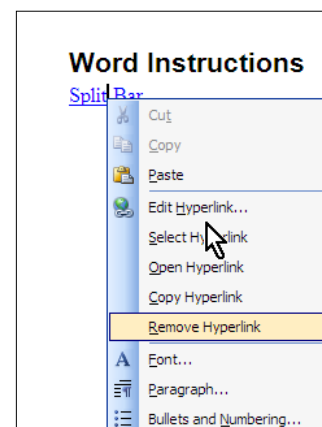 Word Instructions
Split Bar
Cut
Copy
Paste
Edit Hyperlink...
Select Hyperlink
Open Hyperlink
Copy Hyperlink
Remove Hyperlink
Font...
Paragraph...
Bullets and Numbering...